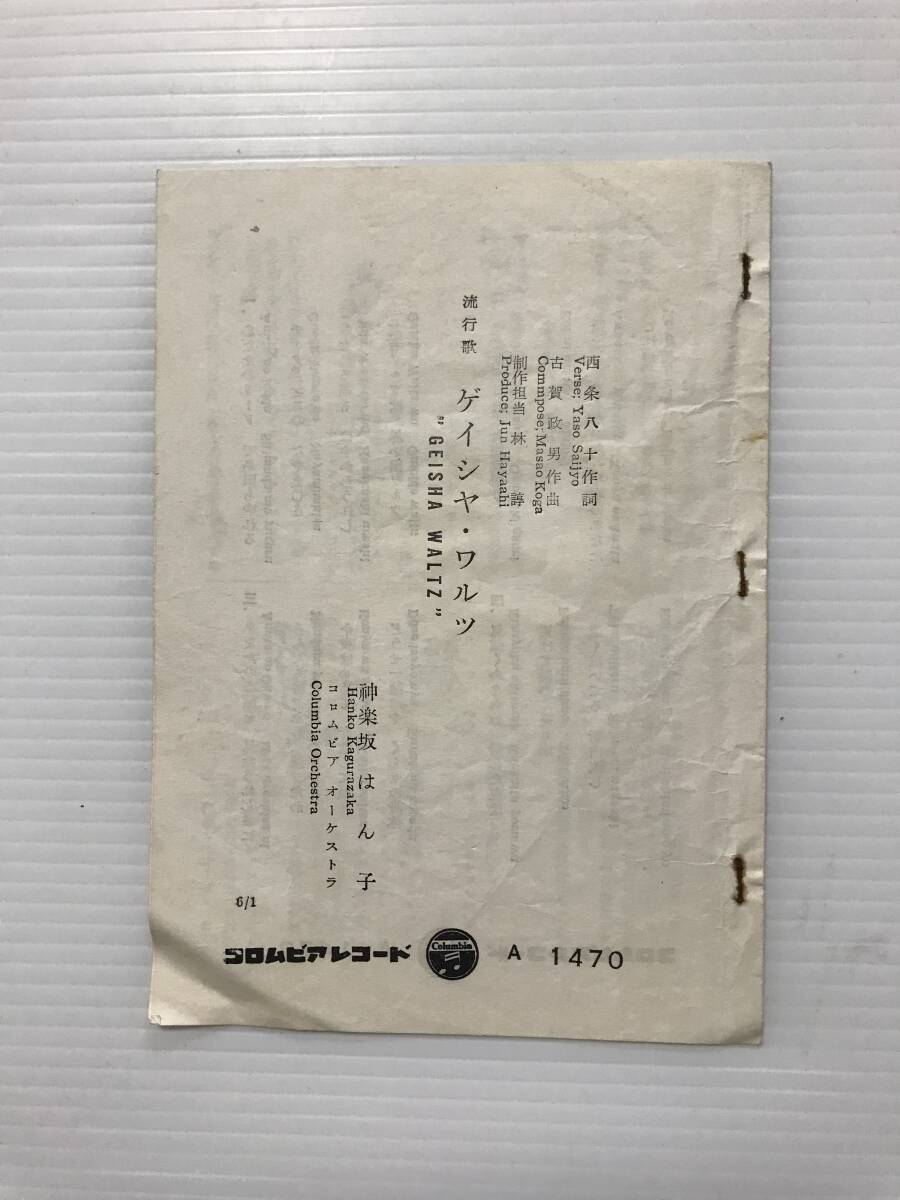 西条八十作詞
Verse; Yaso Saijyo
古賀政男作曲
Commpose; Masao Koga
制作担当 林 諄
Produce; Jun Hayaahi
流行歌 ゲイシヤ・ワルツ
"GEISHA WALTZ"
神楽坂はん子
Hanko Kagurazaka
コロムビアオーケストラ
Columbia Orchestra
6/1
コロムビアレコード Columbia A 1470